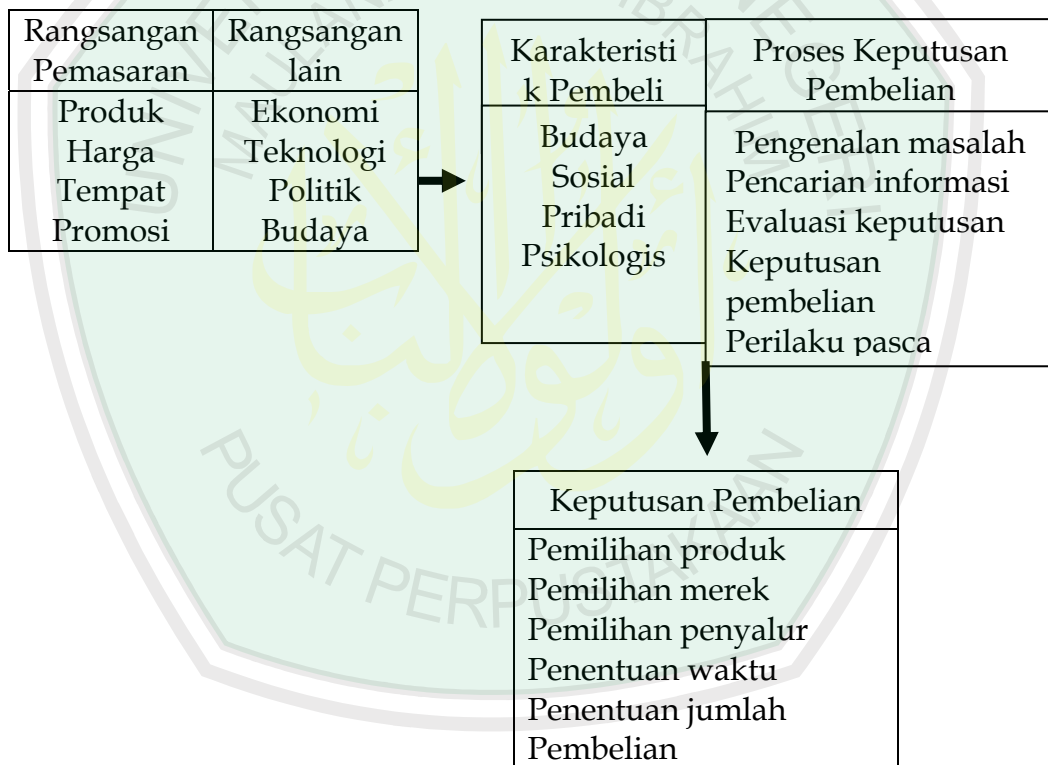 Rangsangan
Pemasaran
Produk
Harga
Tempat
Promosi
Rangsangan
lain
Ekonomi
Teknologi
Politik
Budaya
Karakteristi
k Pembeli
Budaya
Sosial
Pribadi
Psikologis
Proses Keputusan
Pembelian
Pengenalan masalah
Pencarian informasi
Evaluasi keputusan
Keputusan
pembelian
Perilaku pasca
Keputusan Pembelian
Pemilihan produk
Pemilihan merek
Pemilihan penyalur
Penentuan waktu
Penentuan jumlah
Pembelian
PUSAT PERPUSTAKAAN